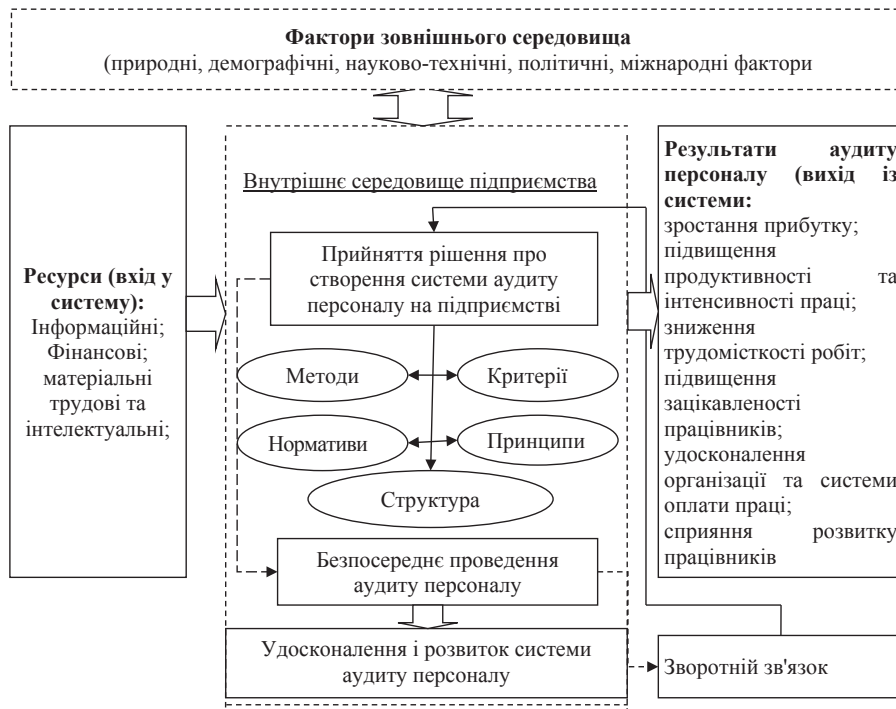 Фактори зовнішнього середовища
(природні, демографічні, науково-технічні, політичні, міжнародні фактори
Ресурси (вхід у
систему):
Інформаційні;
Фінансові;
матеріальні
трудові та
інтелектуальні;
Внутрішнє середовище підприємства
Прийняття рішення про
створення системи аудиту
персоналу на підприємстві
Методи
Критерії
Нормативи
Принципи
Структура
Безпосереднє проведення
аудиту персоналу
Удосконалення і розвиток системи
аудиту персоналу
Результати аудиту
персоналу (вихід із
системи:
зростання прибутку;
підвищення
продуктивності та
інтенсивності праці;
зниження
трудомісткості робіт;
підвищення
зацікавленості
працівників;
удосконалення
організації та системи
оплати праці;
сприяння розвитку
працівників
Зворотній зв'язок